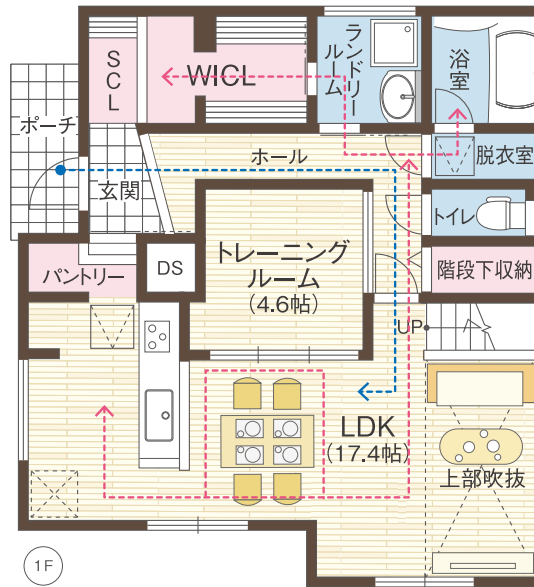 SCL
WICL
ランドリー
ルーム
浴室
ポーチ
ホール
脱衣室
玄関
トイレ
パントリー
DS
トレーニング
ルーム
(4.6帖)
階段下収納
UP
LDK
(17.4帖)
上部吹抜
1F